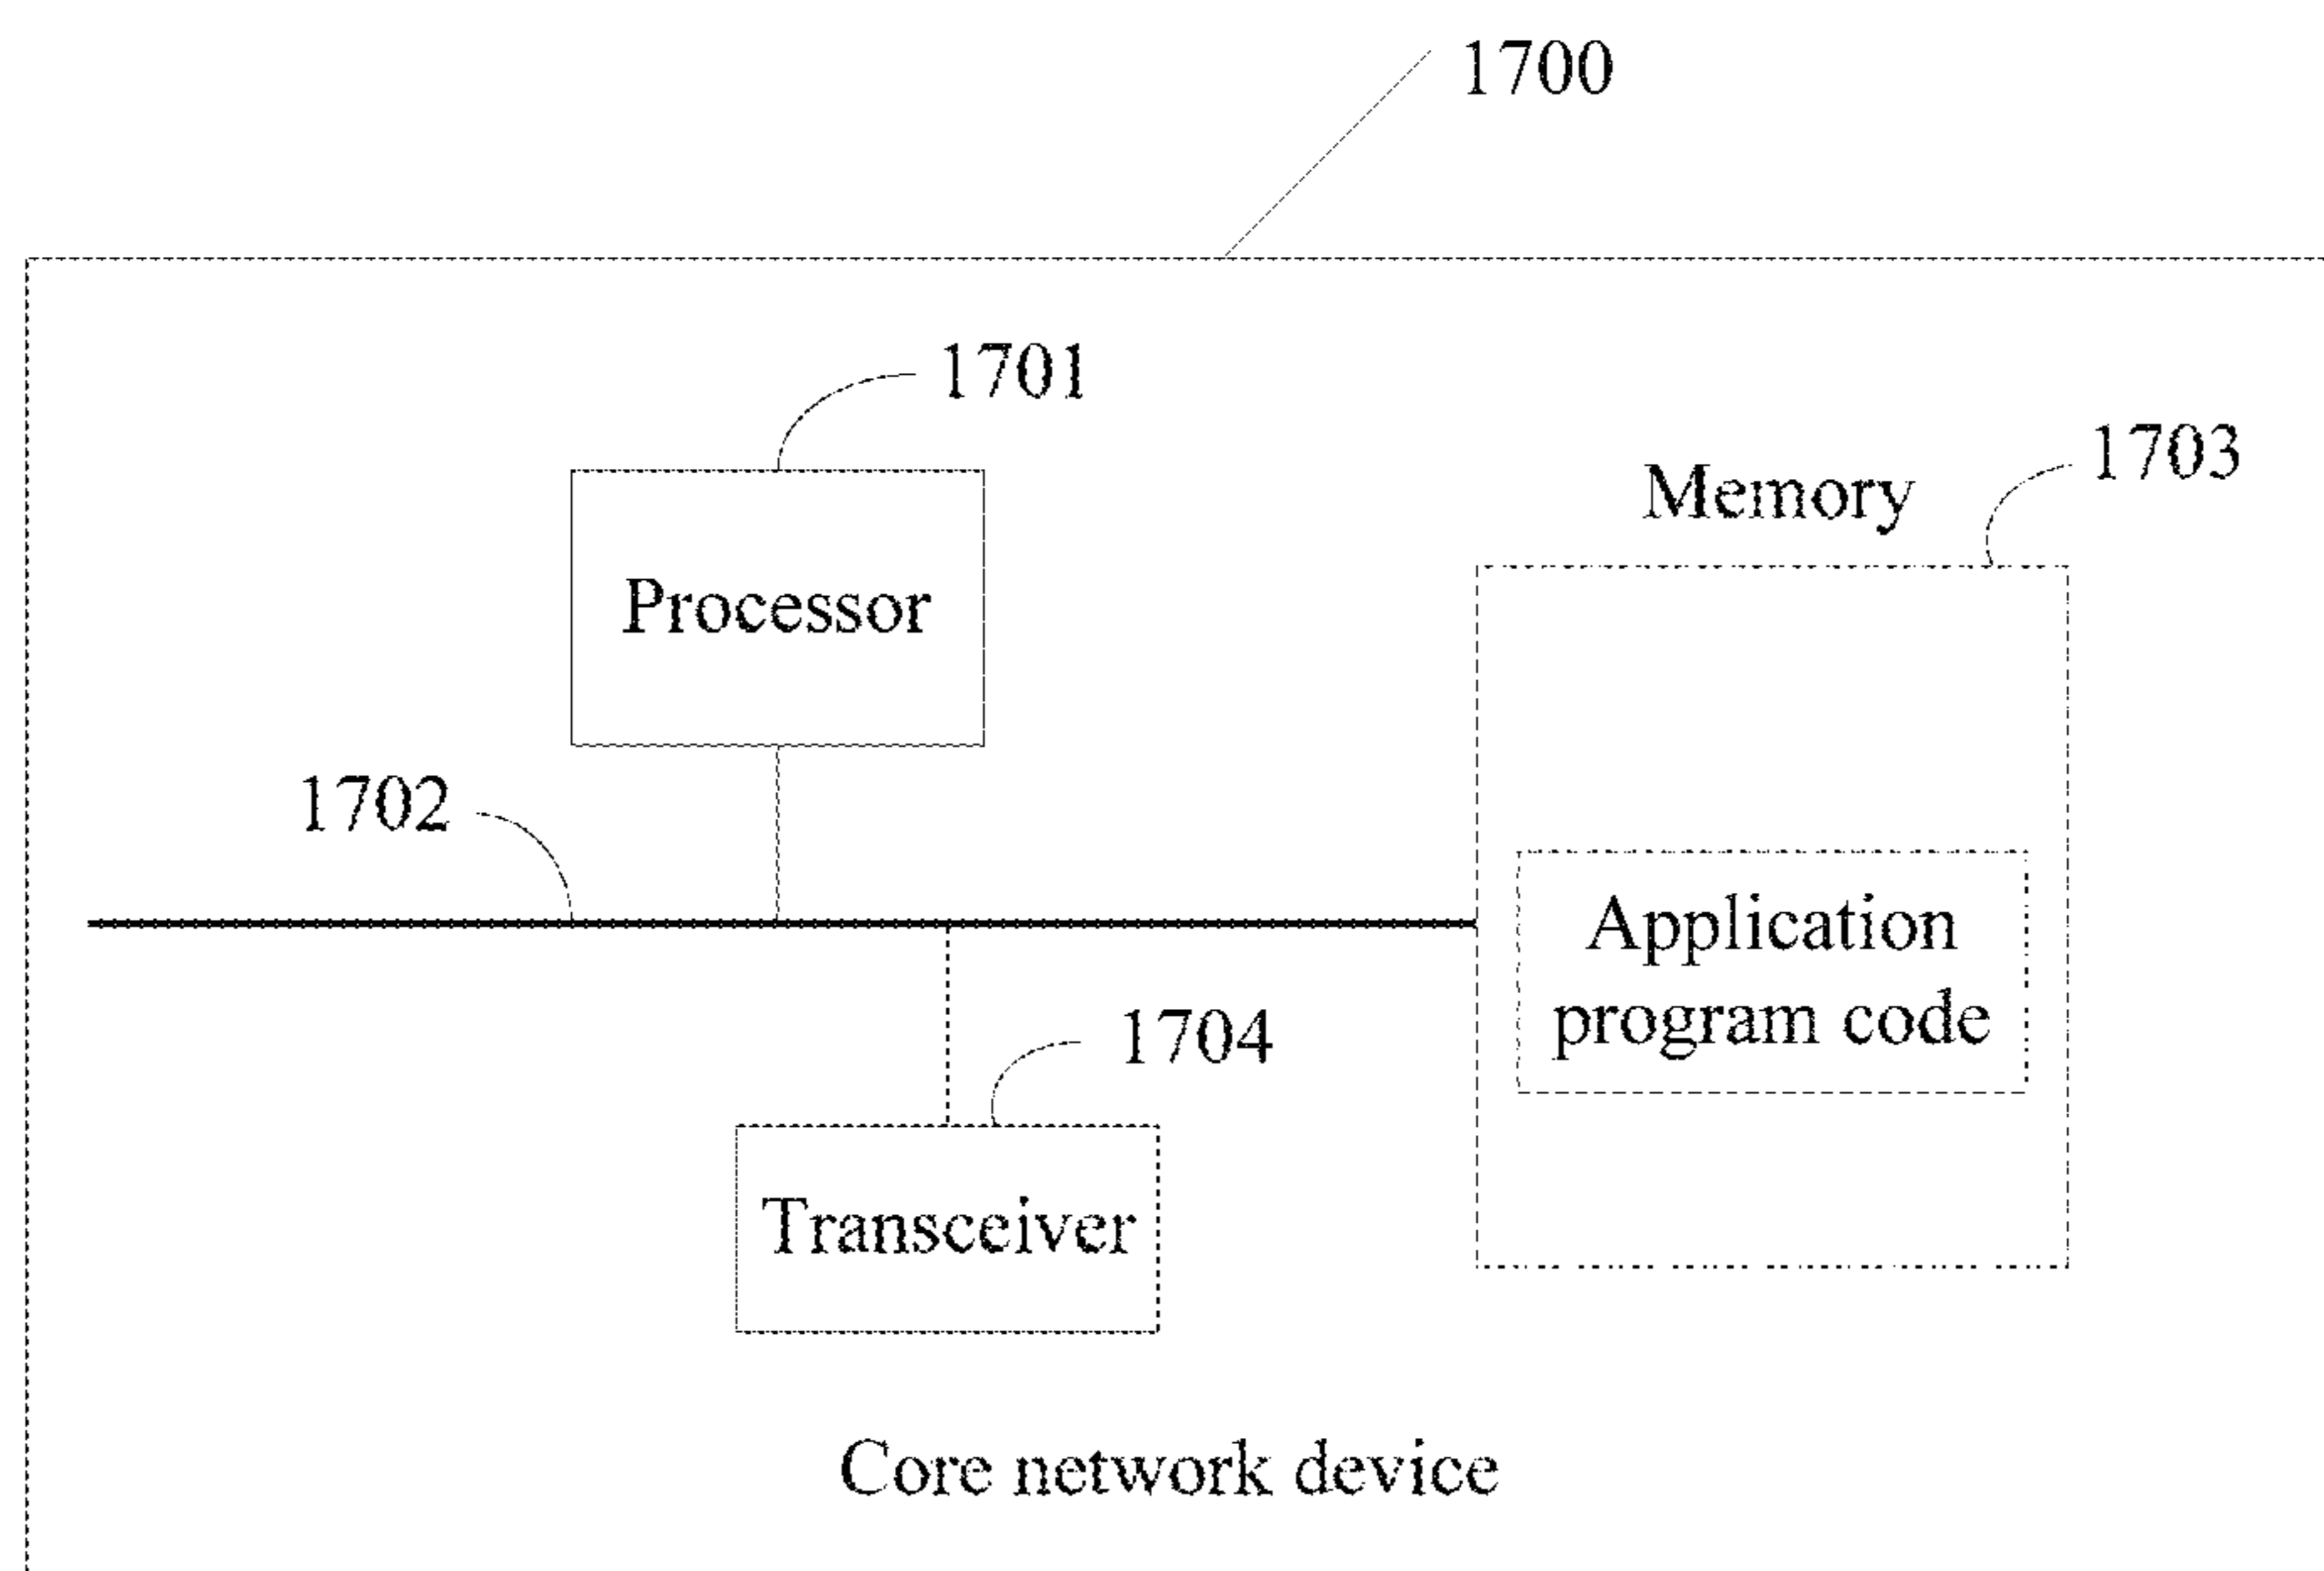 1700
1701
1703
Memory
Processor
1702
Application
program code
1704
Transceiver
Core network device